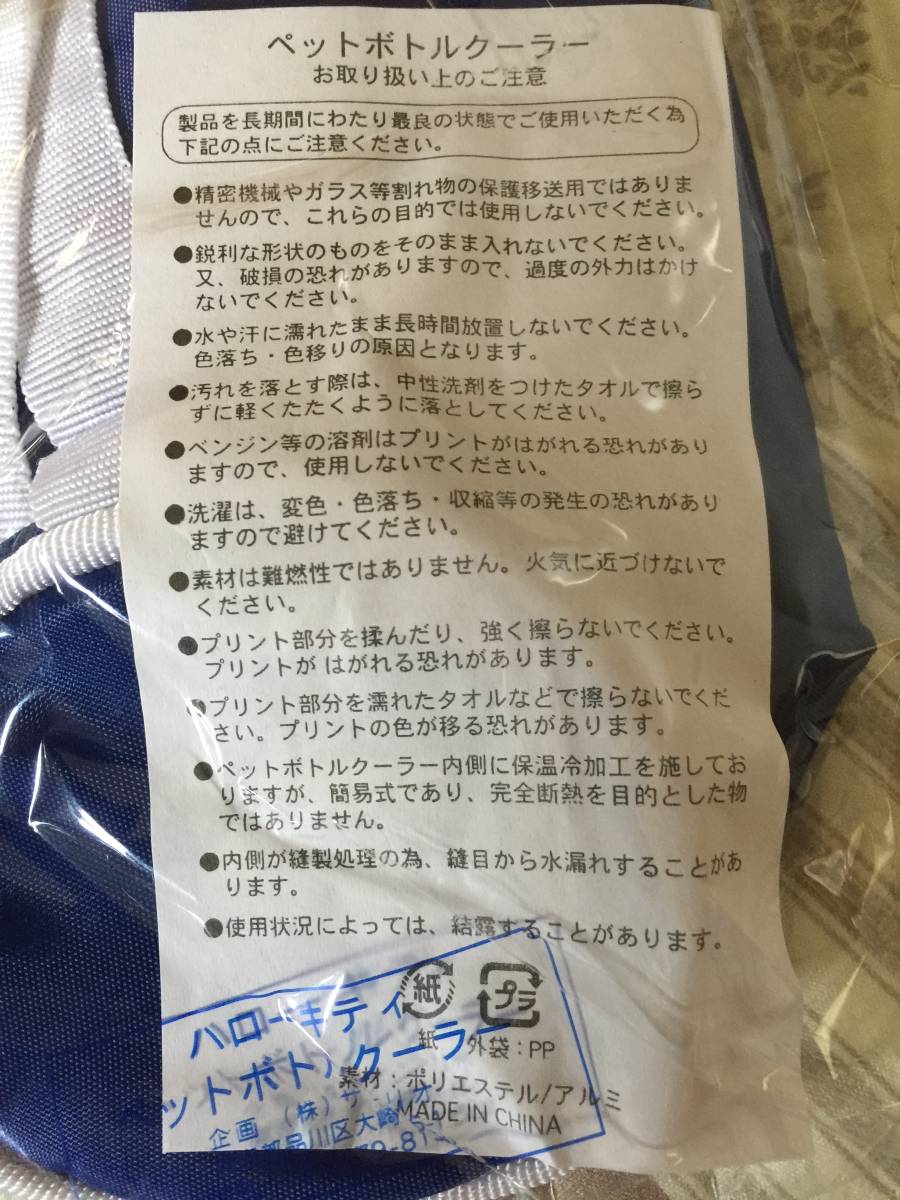 ペットボトルクーラー
お取り扱い上のご注意
製品を長期間にわたり最良の状態でご使用いただく為
下記の点にご注意ください。
●精密機械やガラス等割れ物の保護移送用ではありま
せんので、これらの目的では使用しないでください。
●鋭利な形状のものをそのまま入れないでください。
又、破損の恐れがありますので、過度の外力はかけ
ないでください。
●水や汗に濡れたまま長時間放置しないでください。
色落ち・色移りの原因となります。
●汚れを落とす際は、中性洗剤をつけたタオルで擦ら
ずに軽くたたくように落としてください。
●ベンジン等の溶剤はプリントがはがれる恐れがあり
ますので、使用しないでください。
●洗濯は、変色・色落ち・収縮等の発生の恐れがあり
ますので避けてください。
●素材は難燃性ではありません。火気に近づけないで
ください。
●プリント部分を揉んだり、強く擦らないでください。
プリントがはがれる恐れがあります。
●プリント部分を濡れたタオルなどで擦らないでくだ
さい。プリントの色が移る恐れがあります。
●ペットボトルクーラー内側に保温冷加工を施してお
りますが、簡易式であり、完全断熱を目的とした物
ではありません。
●内側が縫製処理の為、縫目から水漏れすることがあ
ります。
●使用状況によっては、結露することがあります。
紙 プラ
紙 外袋：PP
素材：ポリエステル/アルミ
MADE IN CHINA
ハローキティ
ットボトルクーラー
企画（株）サ
品川区大崎